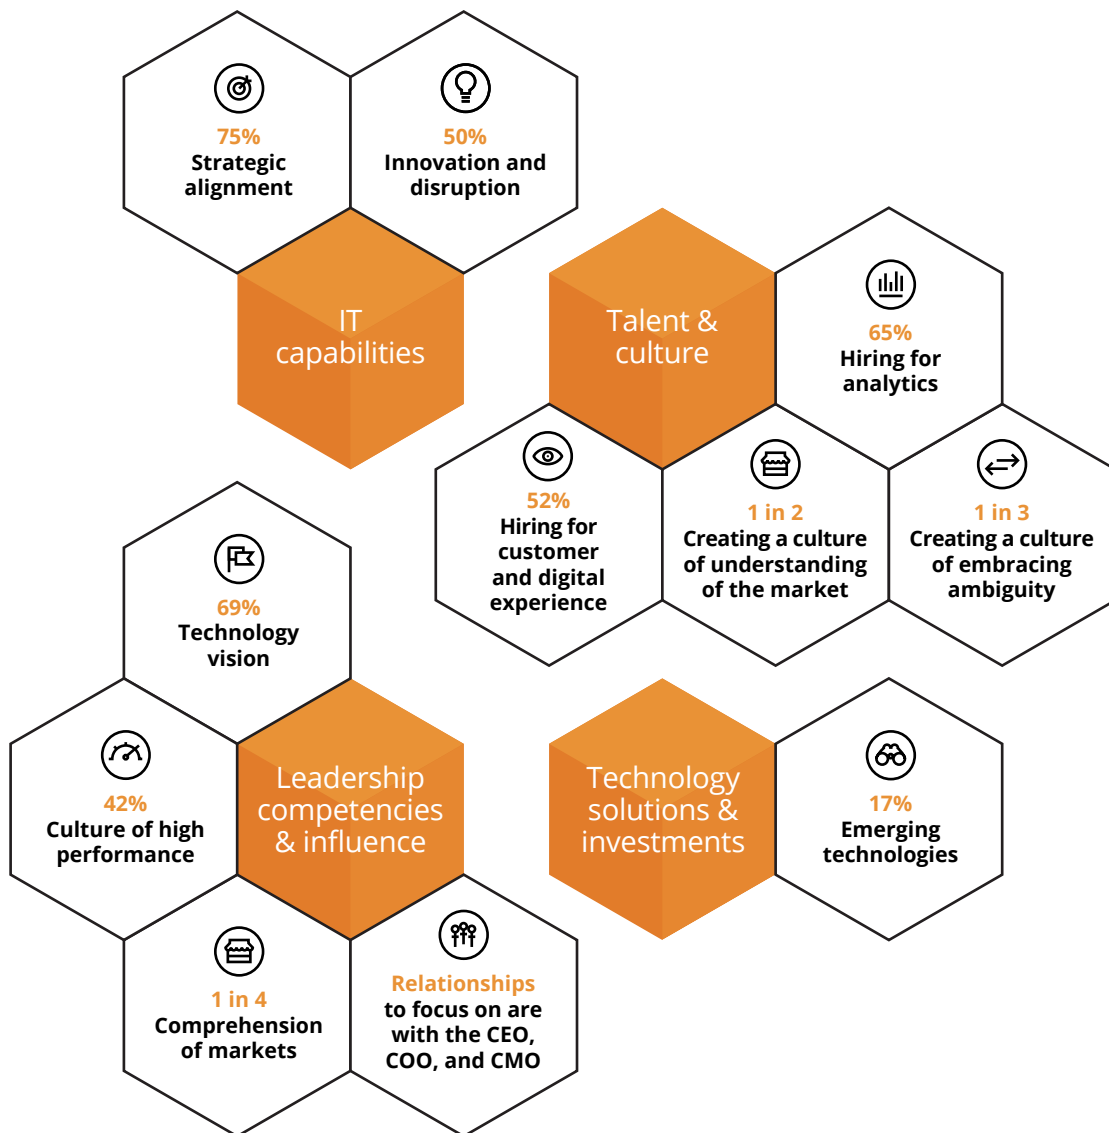 75%
Strategic
alignment
50%
Innovation and
disruption
IT
capabilities
Talent &
culture
65%
Hiring for
analytics
52%
Hiring for
customer
and digital
experience
1 in 2
Creating a culture
of understanding
of the market
1 in 3
Creating a culture
of embracing
ambiguity
69%
Technology
vision
42%
Culture of high
performance
Leadership
competencies
& influence
1 in 4
Comprehension
of markets
Relationships
to focus on are
with the CEO,
COO, and CMO
Technology
solutions &
investments
17%
Emerging
technologies